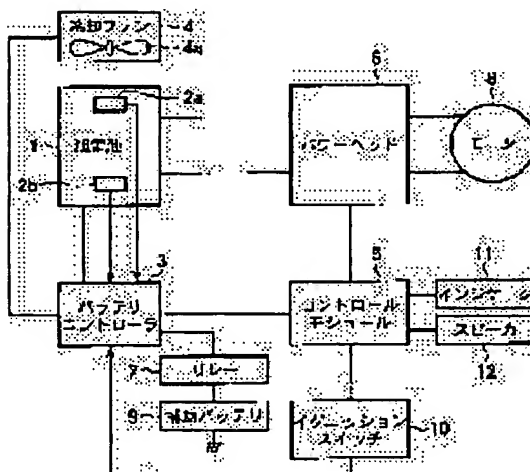 冷却ファン 4
4a
6
8
2a
1
組電池
パワーヘッド
モータ
2b
3
5
11
バッテリ
コントローラ
コントロール
モジュール
インジケータ
スピーカ
12
7
リレー
9
補助バッテリ
イグニッション
スイッチ
10